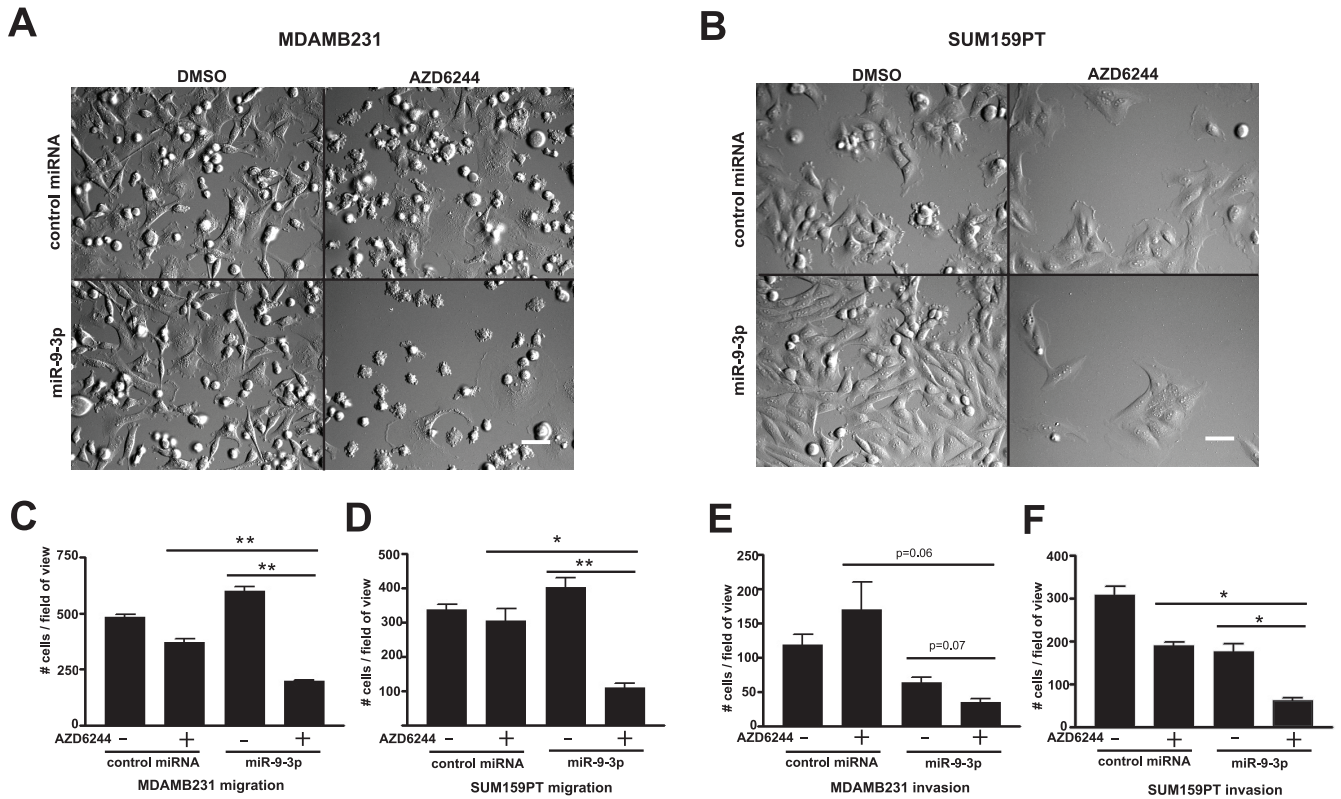 A
MDAMB231
DMSO
AZD6244
control miRNA
miR-9-3p
B
SUM159PT
DMSO
AZD6244
control miRNA
miR-9-3p
C
# cells / field of view
750
500
250
0
**
**
AZD6244 − + − +
control miRNA miR-9-3p
MDAMB231 migration
D
# cells / field of view
500
400
300
200
100
*
**
AZD6244 − + − +
control miRNA miR-9-3p
SUM159PT migration
E
# cells / field of view
250
200
150
100
50
0
p=0.06
p=0.07
AZD6244 − + − +
control miRNA miR-9-3p
MDAMB231 invasion
F
# cells / field of view
400
300
200
100
0
*
*
AZD6244 − + − +
control miRNA miR-9-3p
SUM159PT invasion